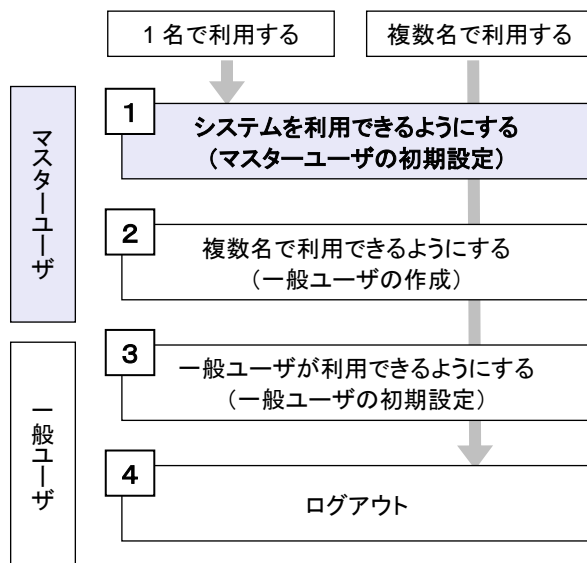 1 名で利用する
複数名で利用する
マスターユーザ
1
システムを利用できるようにする
（マスターユーザの初期設定）
2
複数名で利用できるようにする
（一般ユーザの作成）
一般ユーザ
3
一般ユーザが利用できるようにする
（一般ユーザの初期設定）
4
ログアウト